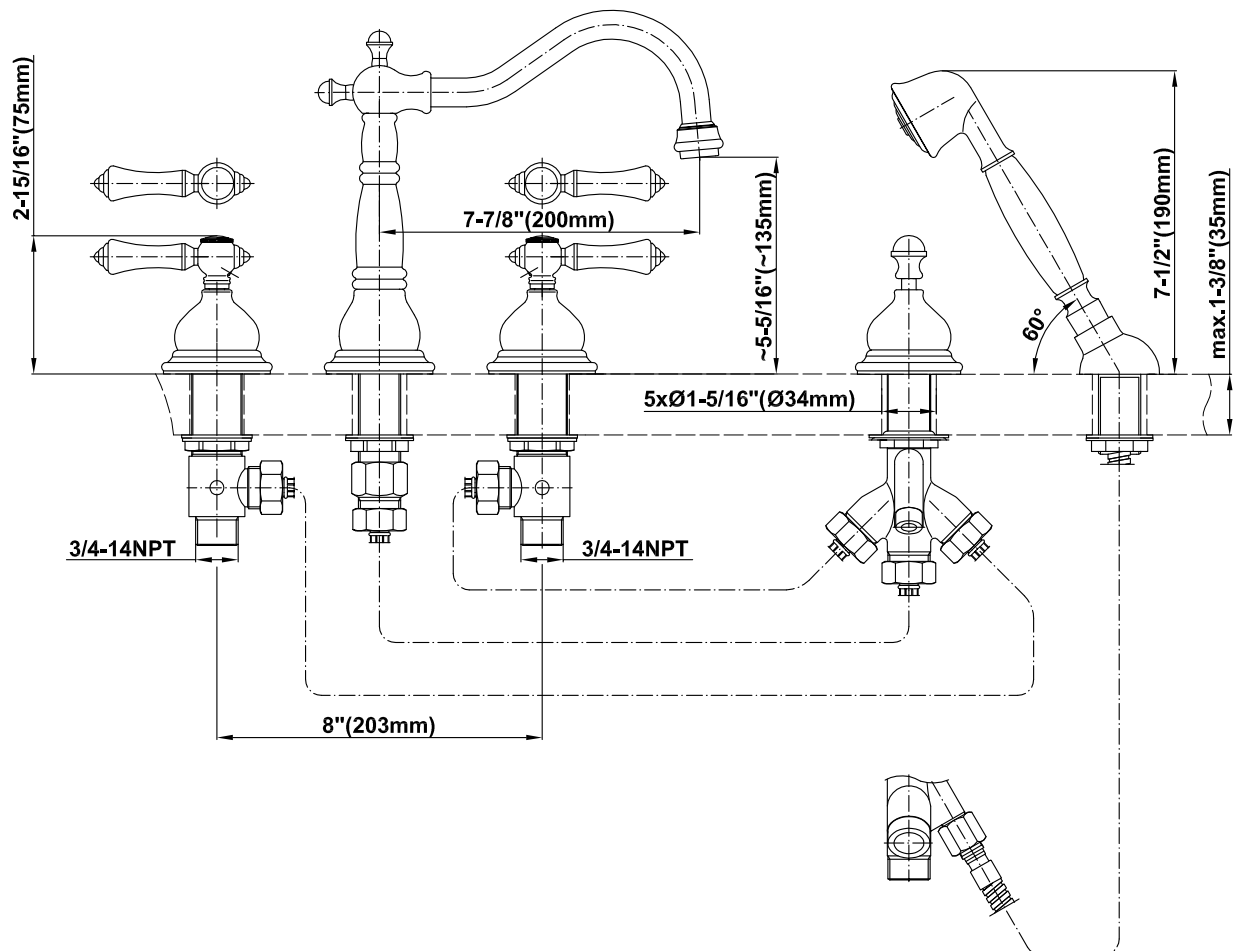 2-15/16"(75mm)
7-7/8"(200mm)
~5-5/16"(~135mm)
7-1/2"(190mm)
max.1-3/8"(35mm)
60°
5xØ1-5/16"(Ø34mm)
3/4-14NPT
3/4-14NPT
8"(203mm)